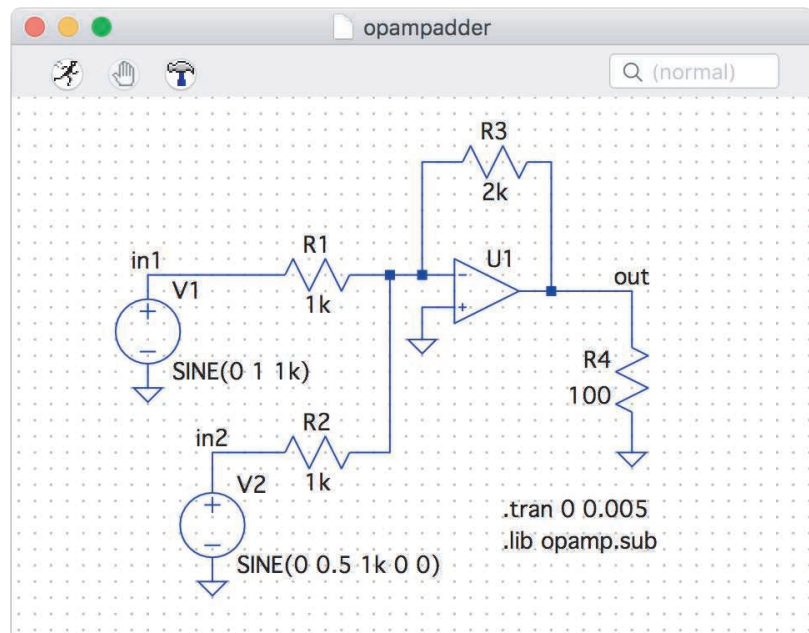 opampadder
(normal)
R3
2k
in1
R1
1k
V1
SINE(0 1 1k)
U1
out
R4
100
in2
R2
1k
V2
SINE(0 0.5 1k 0 0)
.tran 0 0.005
.lib opamp.sub